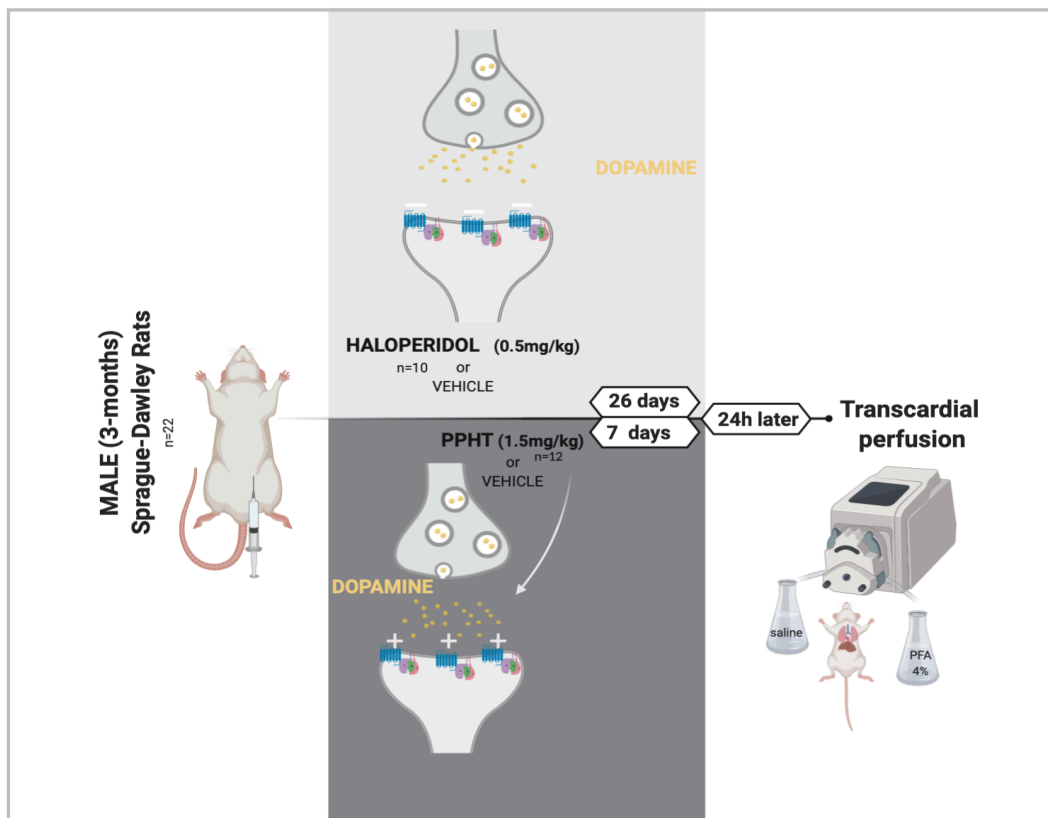 MALE (3-months)
Sprague-Dawley Rats
n=22
DOPAMINE
HALOPERIDOL (0.5mg/kg)
n=10 or
VEHICLE
26 days
7 days
24h later
Transcardial
perfusion
PPHT (1.5mg/kg)
or n=12
VEHICLE
DOPAMINE
saline
PFA
4%